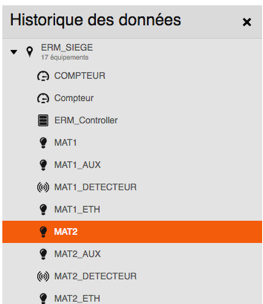 Historique des données ×
ERM_SIEGE
17 équipements
COMPTEUR
Compteur
ERM_Controller
MAT1
MAT1_AUX
MAT1_DETECTEUR
MAT1_ETH
MAT2
MAT2_AUX
MAT2_DETECTEUR
MAT2_ETH